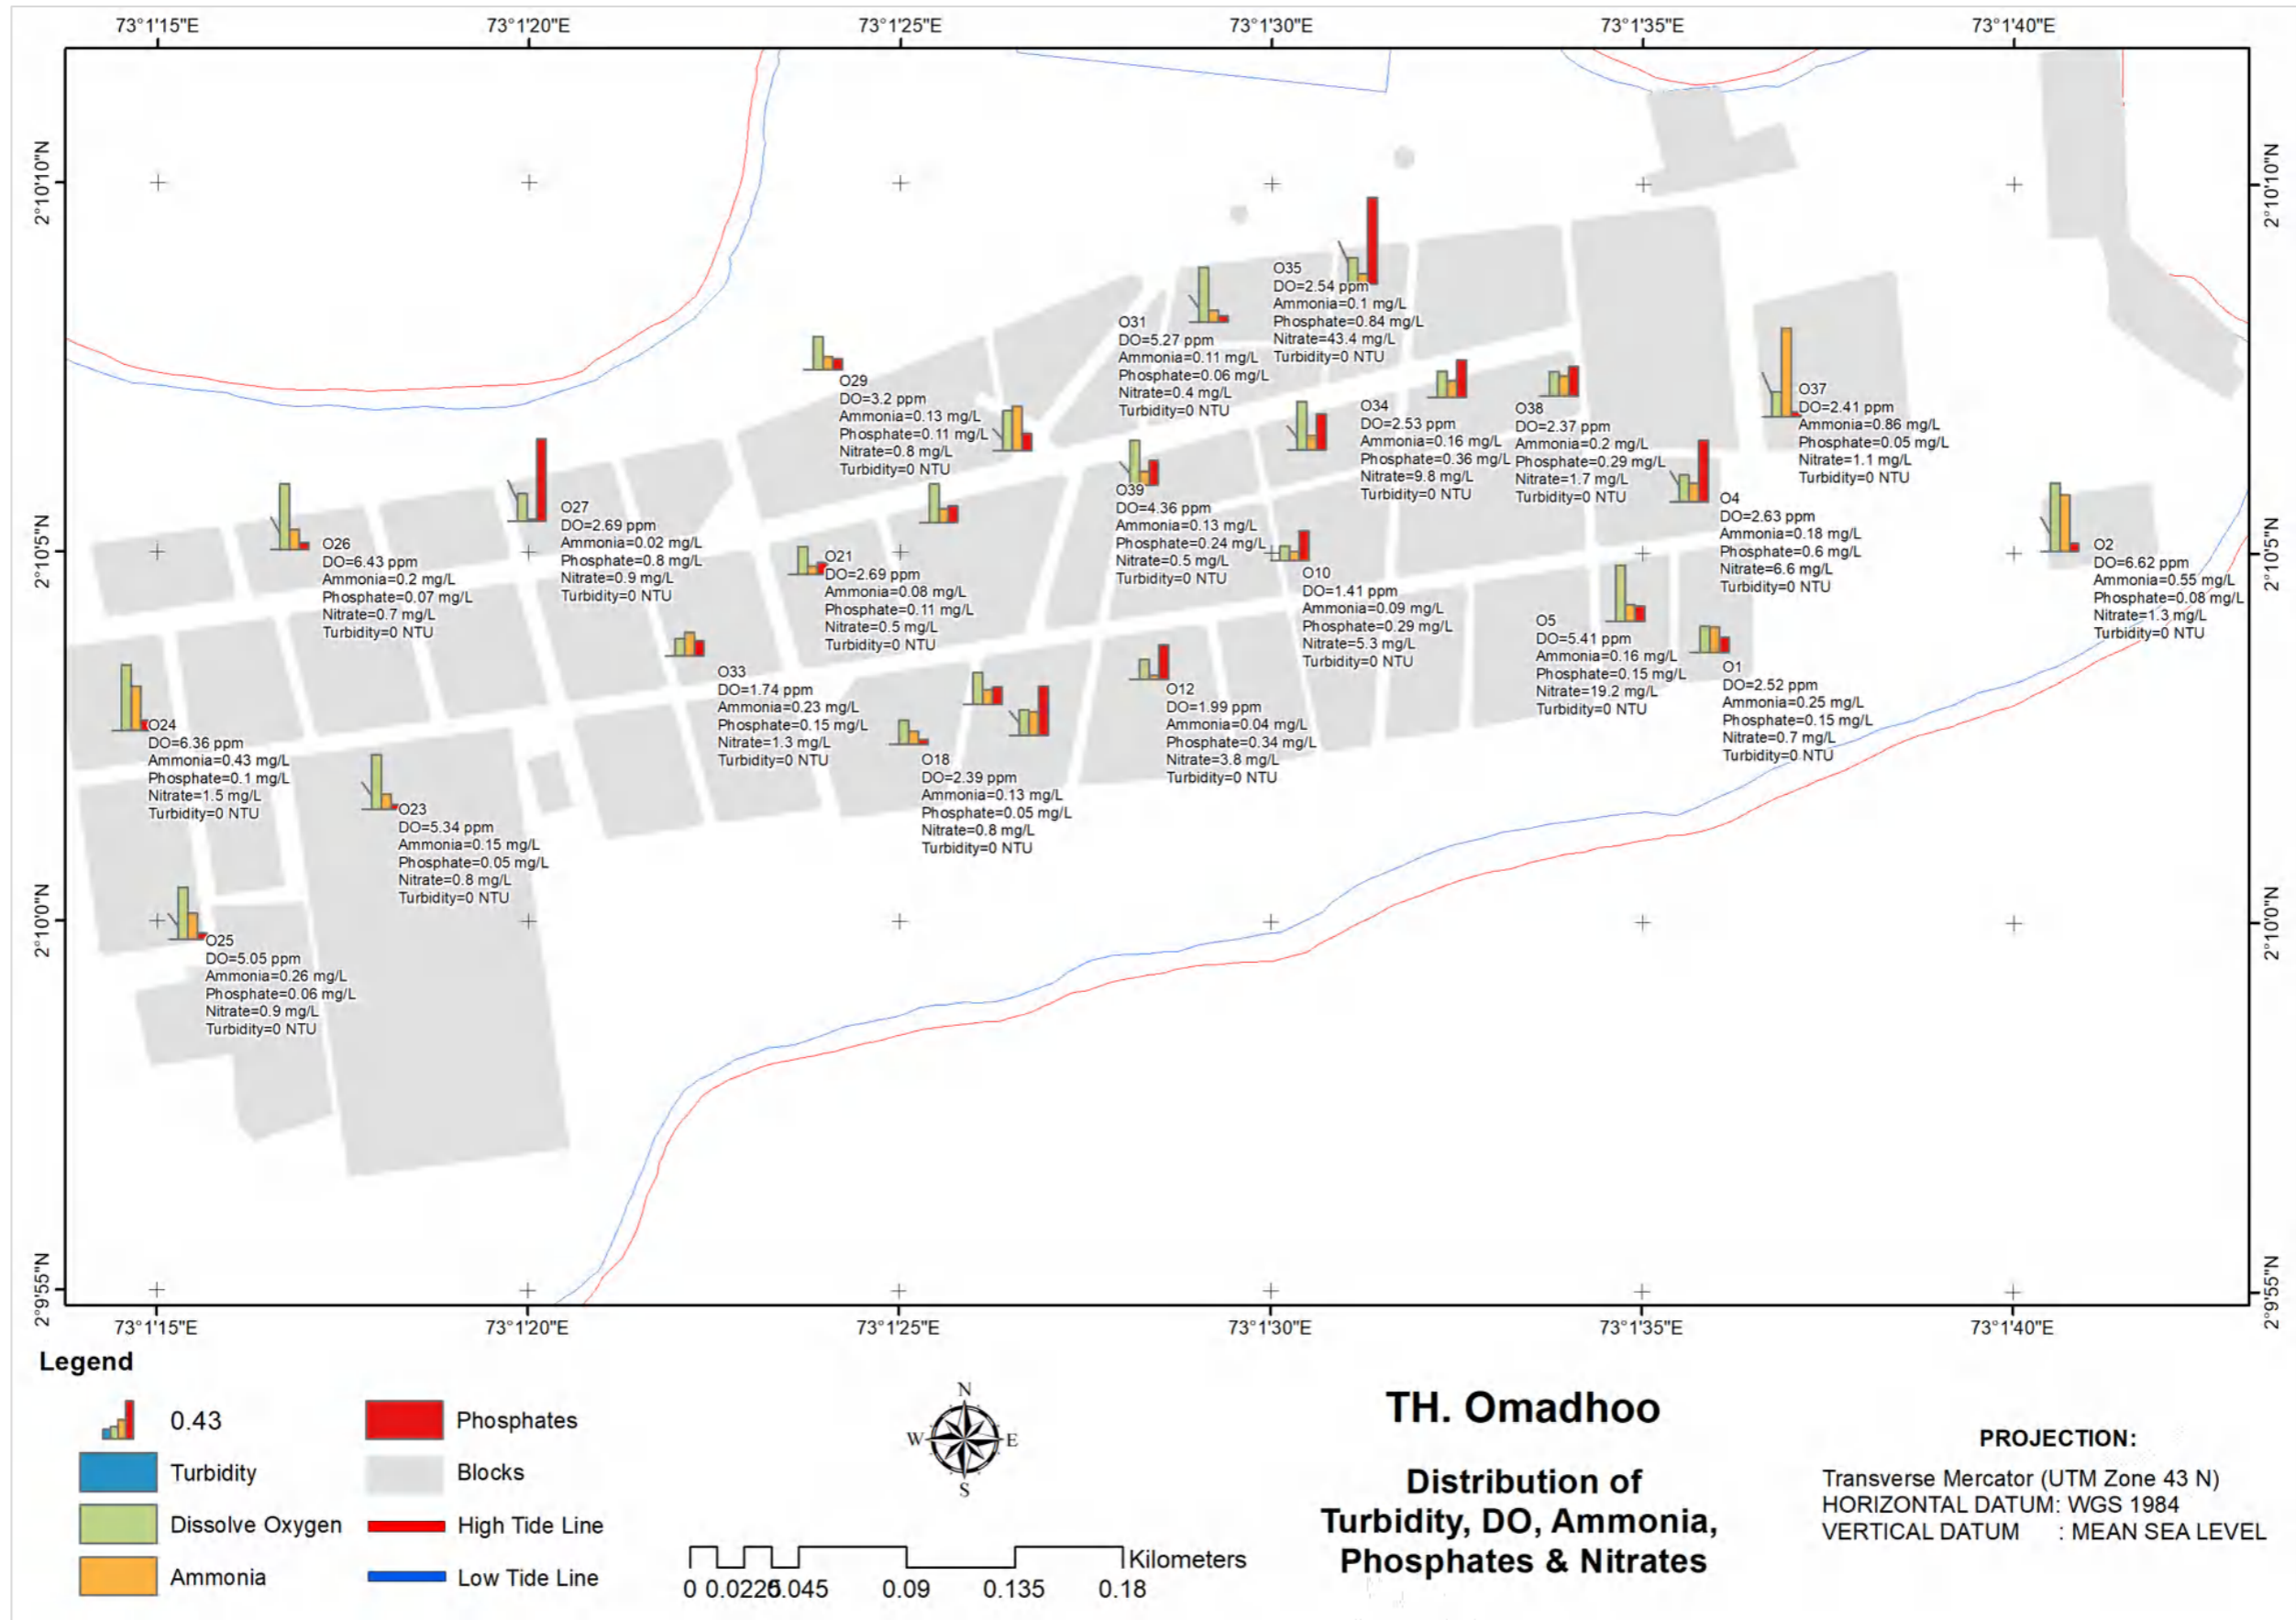 73°1'15"E
73°1'20"E
73°1'25"E
73°1'30"E
73°1'35"E
73°1'40"E
2°10'10"N
2°10'10"N
O35
DO=2.54 ppm
Ammonia=0.1 mg/L
Phosphate=0.84 mg/L
Nitrate=43.4 mg/L
Turbidity=0 NTU
O31
DO=5.27 ppm
Ammonia=0.11 mg/L
Phosphate=0.06 mg/L
Nitrate=0.4 mg/L
Turbidity=0 NTU
O29
DO=3.2 ppm
Ammonia=0.13 mg/L
Phosphate=0.11 mg/L
Nitrate=0.8 mg/L
Turbidity=0 NTU
O34
DO=2.53 ppm
Ammonia=0.16 mg/L
Phosphate=0.36 mg/L
Nitrate=9.8 mg/L
Turbidity=0 NTU
O38
DO=2.37 ppm
Ammonia=0.2 mg/L
Phosphate=0.29 mg/L
Nitrate=1.7 mg/L
Turbidity=0 NTU
O37
DO=2.41 ppm
Ammonia=0.86 mg/L
Phosphate=0.05 mg/L
Nitrate=1.1 mg/L
Turbidity=0 NTU
2°10'5"N
2°10'5"N
O26
DO=6.43 ppm
Ammonia=0.2 mg/L
Phosphate=0.07 mg/L
Nitrate=0.7 mg/L
Turbidity=0 NTU
O27
DO=2.69 ppm
Ammonia=0.02 mg/L
Phosphate=0.8 mg/L
Nitrate=0.9 mg/L
Turbidity=0 NTU
O21
DO=2.69 ppm
Ammonia=0.08 mg/L
Phosphate=0.11 mg/L
Nitrate=0.5 mg/L
Turbidity=0 NTU
O39
DO=4.36 ppm
Ammonia=0.13 mg/L
Phosphate=0.24 mg/L
Nitrate=0.5 mg/L
Turbidity=0 NTU
O10
DO=1.41 ppm
Ammonia=0.09 mg/L
Phosphate=0.29 mg/L
Nitrate=5.3 mg/L
Turbidity=0 NTU
O4
DO=2.63 ppm
Ammonia=0.18 mg/L
Phosphate=0.6 mg/L
Nitrate=6.6 mg/L
Turbidity=0 NTU
O2
DO=6.62 ppm
Ammonia=0.55 mg/L
Phosphate=0.08 mg/L
Nitrate=1.3 mg/L
Turbidity=0 NTU
O5
DO=5.41 ppm
Ammonia=0.16 mg/L
Phosphate=0.15 mg/L
Nitrate=19.2 mg/L
Turbidity=0 NTU
O1
DO=2.52 ppm
Ammonia=0.25 mg/L
Phosphate=0.15 mg/L
Nitrate=0.7 mg/L
Turbidity=0 NTU
O24
DO=6.36 ppm
Ammonia=0.43 mg/L
Phosphate=0.1 mg/L
Nitrate=1.5 mg/L
Turbidity=0 NTU
O33
DO=1.74 ppm
Ammonia=0.23 mg/L
Phosphate=0.15 mg/L
Nitrate=1.3 mg/L
Turbidity=0 NTU
O12
DO=1.99 ppm
Ammonia=0.04 mg/L
Phosphate=0.34 mg/L
Nitrate=3.8 mg/L
Turbidity=0 NTU
O18
DO=2.39 ppm
Ammonia=0.13 mg/L
Phosphate=0.05 mg/L
Nitrate=0.8 mg/L
Turbidity=0 NTU
O23
DO=5.34 ppm
Ammonia=0.15 mg/L
Phosphate=0.05 mg/L
Nitrate=0.8 mg/L
Turbidity=0 NTU
2°10'0"N
2°10'0"N
O25
DO=5.05 ppm
Ammonia=0.26 mg/L
Phosphate=0.06 mg/L
Nitrate=0.9 mg/L
Turbidity=0 NTU
2°9'55"N
2°9'55"N
73°1'15"E
73°1'20"E
73°1'25"E
73°1'30"E
73°1'35"E
73°1'40"E
Legend
0.43
Turbidity
Dissolve Oxygen
Ammonia
Phosphates
Blocks
High Tide Line
Low Tide Line
N
W
E
S
Kilometers
0 0.0225 0.045 0.09 0.135 0.18
TH. Omadhoo
Distribution of
Turbidity, DO, Ammonia,
Phosphates & Nitrates
PROJECTION:
Transverse Mercator (UTM Zone 43 N)
HORIZONTAL DATUM: WGS 1984
VERTICAL DATUM : MEAN SEA LEVEL